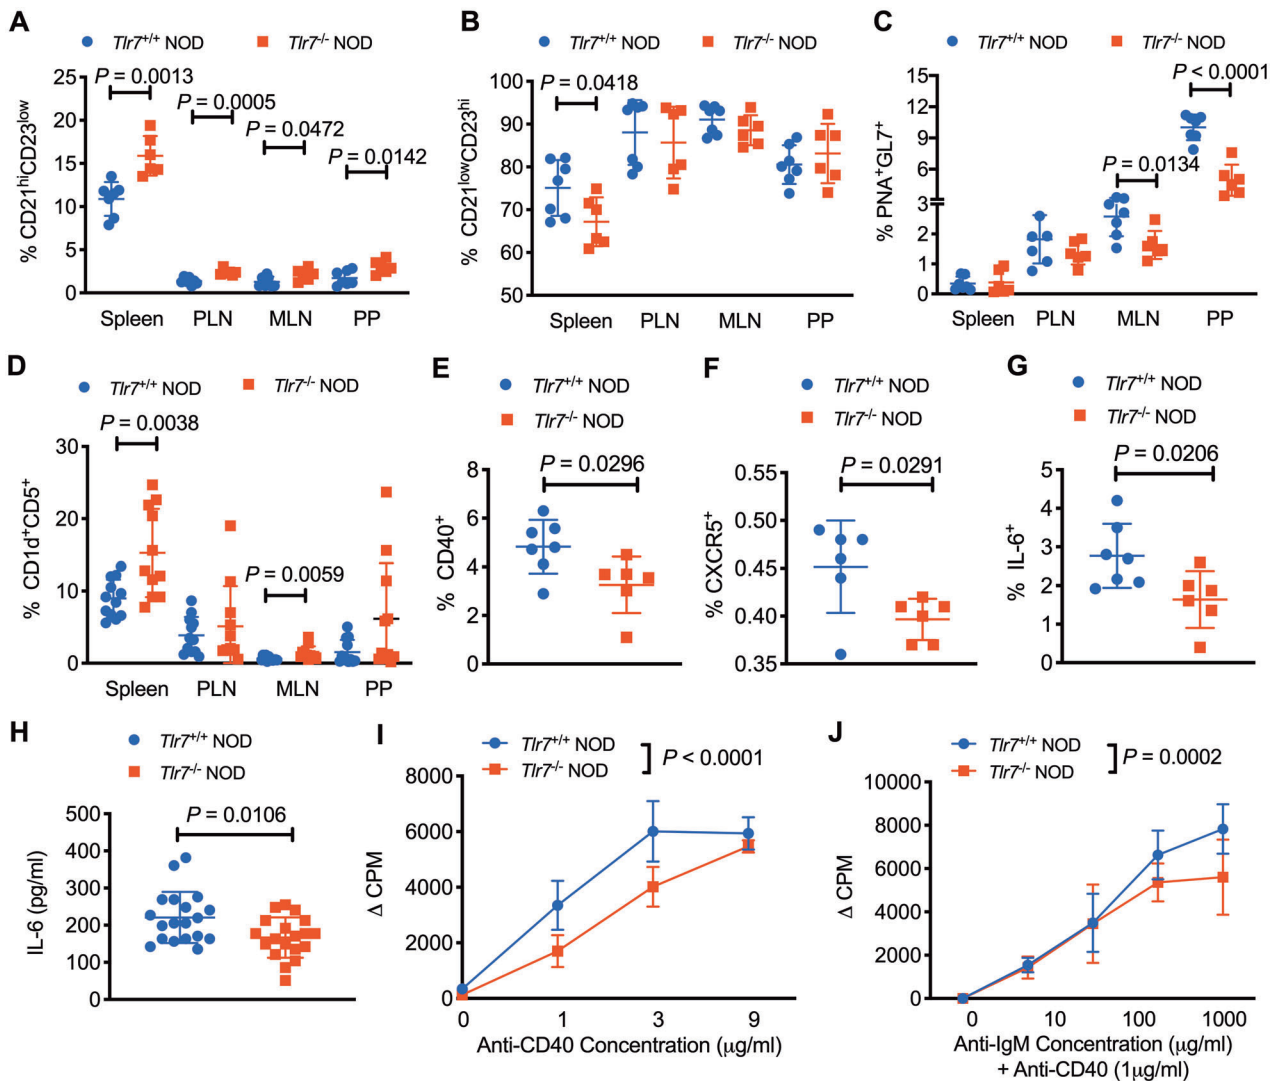 A
Tlr7+/+ NOD
Tlr7-/- NOD
P = 0.0013
P = 0.0005
P = 0.0472
P = 0.0142
% CD21hiCD23low
25
20
15
10
5
0
Spleen PLN MLN PP
B
Tlr7+/+ NOD
Tlr7-/- NOD
P = 0.0418
% CD21lowCD23hi
100
90
80
70
60
50
Spleen PLN MLN PP
C
Tlr7+/+ NOD
Tlr7-/- NOD
P < 0.0001
P = 0.0134
% PNA+GL7+
15
12
9
6
3
2
1
0
Spleen PLN MLN PP
D
Tlr7+/+ NOD
Tlr7-/- NOD
P = 0.0038
P = 0.0059
% CD1d+CD5+
30
20
10
0
Spleen PLN MLN PP
E
Tlr7+/+ NOD
Tlr7-/- NOD
P = 0.0296
% CD40+
8
6
4
2
0
F
Tlr7+/+ NOD
Tlr7-/- NOD
P = 0.0291
% CXCR5+
0.55
0.50
0.45
0.40
0.35
G
Tlr7+/+ NOD
Tlr7-/- NOD
P = 0.0206
% IL-6+
5
4
3
2
1
0
H
Tlr7+/+ NOD
Tlr7-/- NOD
P = 0.0106
IL-6 (pg/ml)
500
400
300
200
100
0
I
Tlr7+/+ NOD
Tlr7-/- NOD
P < 0.0001
Δ CPM
8000
6000
4000
2000
0
0 1 3 9
Anti-CD40 Concentration (μg/ml)
J
Tlr7+/+ NOD
Tlr7-/- NOD
P = 0.0002
Δ CPM
10000
8000
6000
4000
2000
0
0 10 100 1000
Anti-IgM Concentration (μg/ml)
+ Anti-CD40 (1μg/ml)